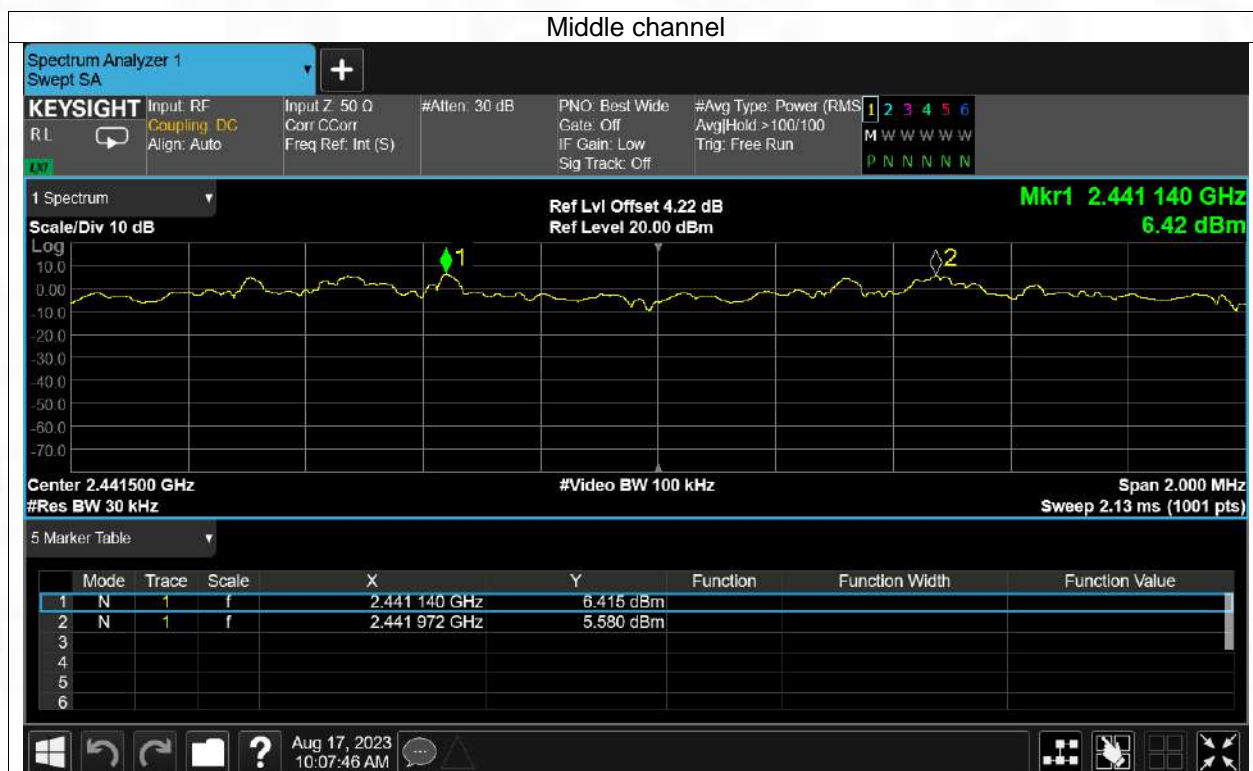 Middle channel
Spectrum Analyzer 1
Swept SA
+
KEYSIGHT
RL
LXI
Input: RF
Coupling: DC
Align: Auto
Input Z: 50 Ω
Corr CCorr
Freq Ref: Int (S)
#Atten: 30 dB
PNO: Best Wide
Gate: Off
IF Gain: Low
Sig Track: Off
#Avg Type: Power (RMS
Avg|Hold:>100/100
Trig: Free Run
1 2 3 4 5 6
M W W W W W
P N N N N N
1 Spectrum
Scale/Div 10 dB
Ref Lvl Offset 4.22 dB
Ref Level 20.00 dBm
Mkr1 2.441 140 GHz
6.42 dBm
Log
10.0
0.00
-10.0
-20.0
-30.0
-40.0
-50.0
-60.0
-70.0
1
2
Center 2.441500 GHz
#Res BW 30 kHz
#Video BW 100 kHz
Span 2.000 MHz
Sweep 2.13 ms (1001 pts)
5 Marker Table
Mode Trace Scale X Y Function Function Width Function Value
1 N 1 f 2.441 140 GHz 6.415 dBm
2 N 1 f 2.441 972 GHz 5.580 dBm
3
4
5
6
?
Aug 17, 2023
10:07:46 AM